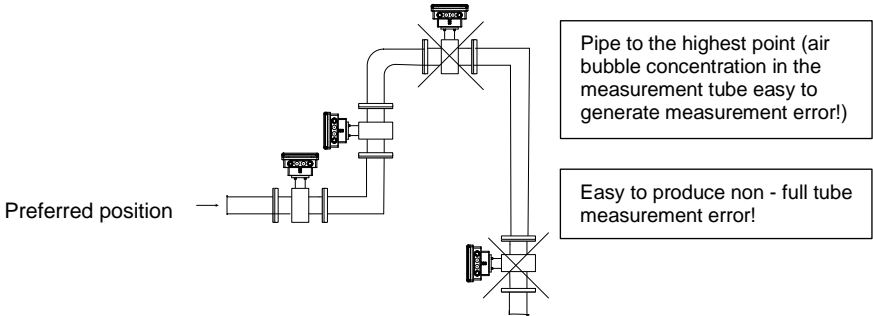 Pipe to the highest point (air
bubble concentration in the
measurement tube easy to
generate measurement error!)
Easy to produce non - full tube
measurement error!
Preferred position